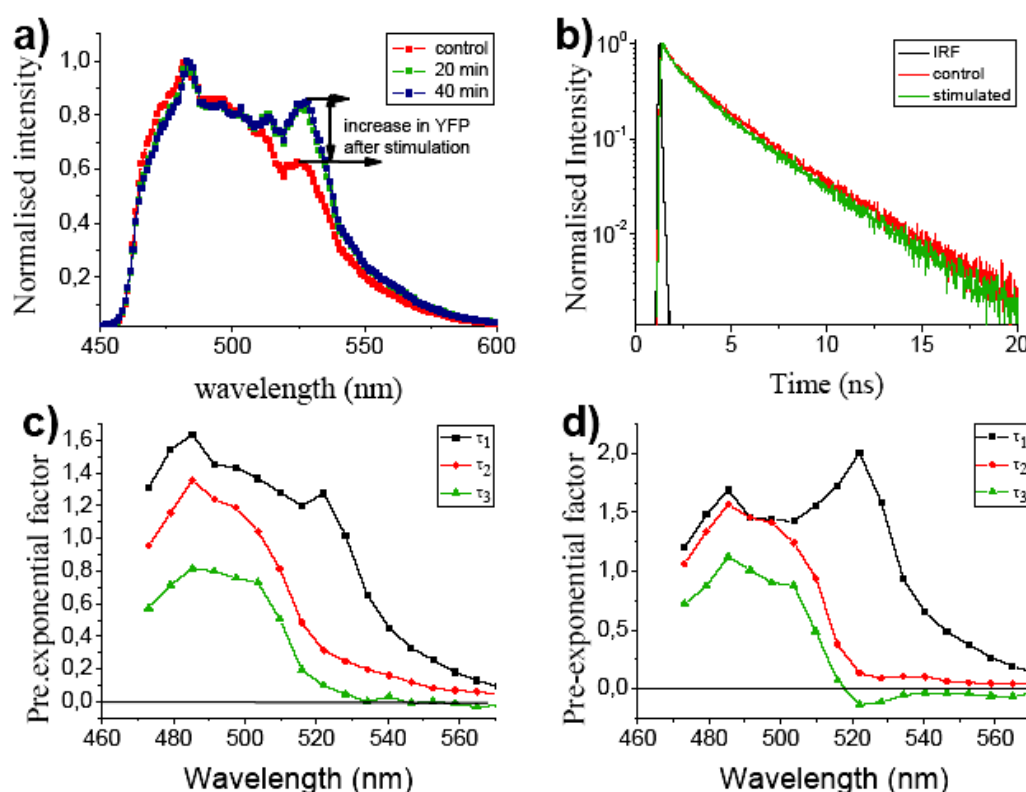 a)
control
20 min
40 min
increase in YFP
after stimulation
Normalised intensity
1,0
0,8
0,6
0,4
0,2
450
500
550
600
wavelength (nm)
b)
IRF
control
stimulated
Normalised Intensity
10⁰
10⁻¹
10⁻²
5
10
15
20
Time (ns)
c)
τ₁
τ₂
τ₃
Pre.exponential factor
1,6
1,4
1,2
1,0
0,8
0,6
0,4
0,2
0,0
460
480
500
520
540
560
Wavelength (nm)
d)
τ₁
τ₂
τ₃
Pre-exponential factor
2,0
1,5
1,0
0,5
0,0
460
480
500
520
540
560
Wavelength (nm)